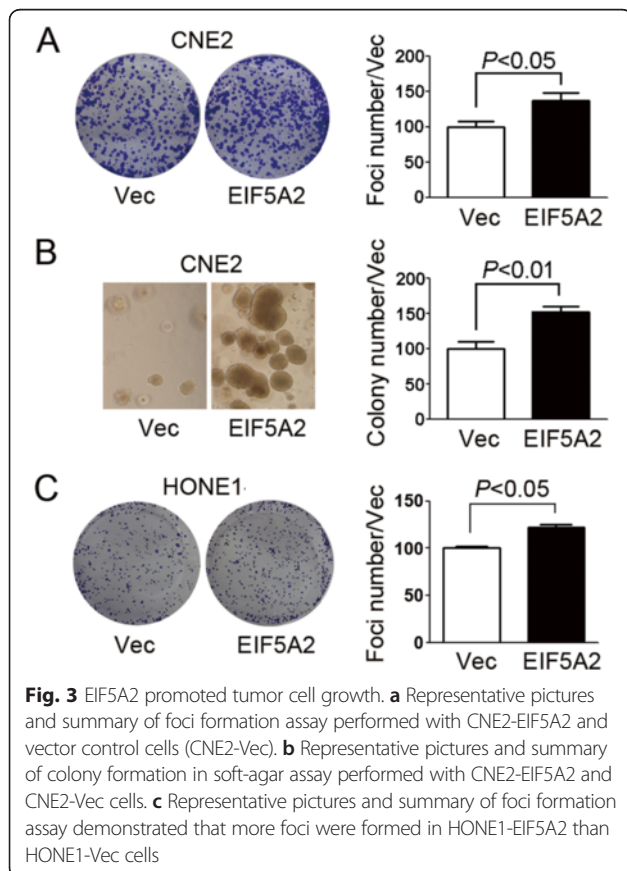 A
CNE2
Vec
EIF5A2
Foci number/Vec
200
150
100
50
0
P<0.05
Vec
EIF5A2
B
CNE2
Vec
EIF5A2
Colony number/Vec
200
150
100
50
0
P<0.01
Vec
EIF5A2
C
HONE1
Vec
EIF5A2
Foci number/Vec
150
100
50
0
P<0.05
Vec
EIF5A2
Fig. 3 EIF5A2 promoted tumor cell growth. a Representative pictures
and summary of foci formation assay performed with CNE2-EIF5A2 and
vector control cells (CNE2-Vec). b Representative pictures and summary
of colony formation in soft-agar assay performed with CNE2-EIF5A2 and
CNE2-Vec cells. c Representative pictures and summary of foci formation
assay demonstrated that more foci were formed in HONE1-EIF5A2 than
HONE1-Vec cells